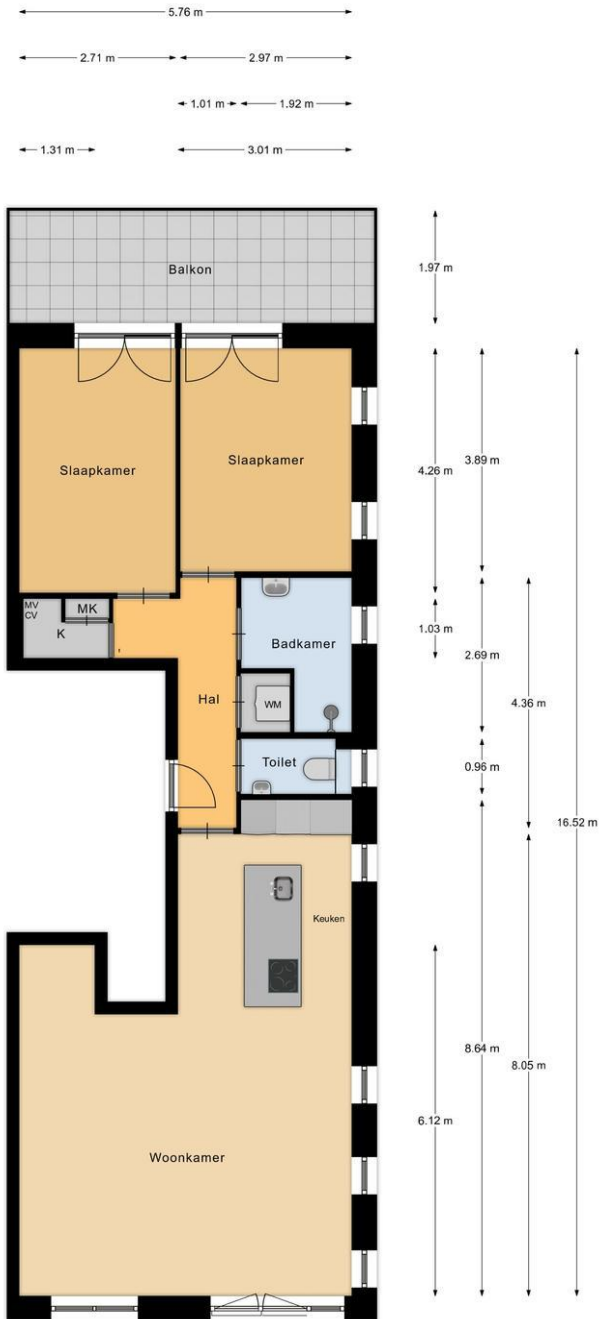 5.76 m
2.71 m 2.97 m
1.01 m 1.92 m
1.31 m 3.01 m
Balkon
1.97 m
Slaapkamer
Slaapkamer
4.26 m
3.89 m
MV
CV
MK
K
1.03 m
Badkamer
2.69 m
Hal
WM
4.36 m
Toilet
0.96 m
16.52 m
Keuken
8.64 m
8.05 m
6.12 m
Woonkamer